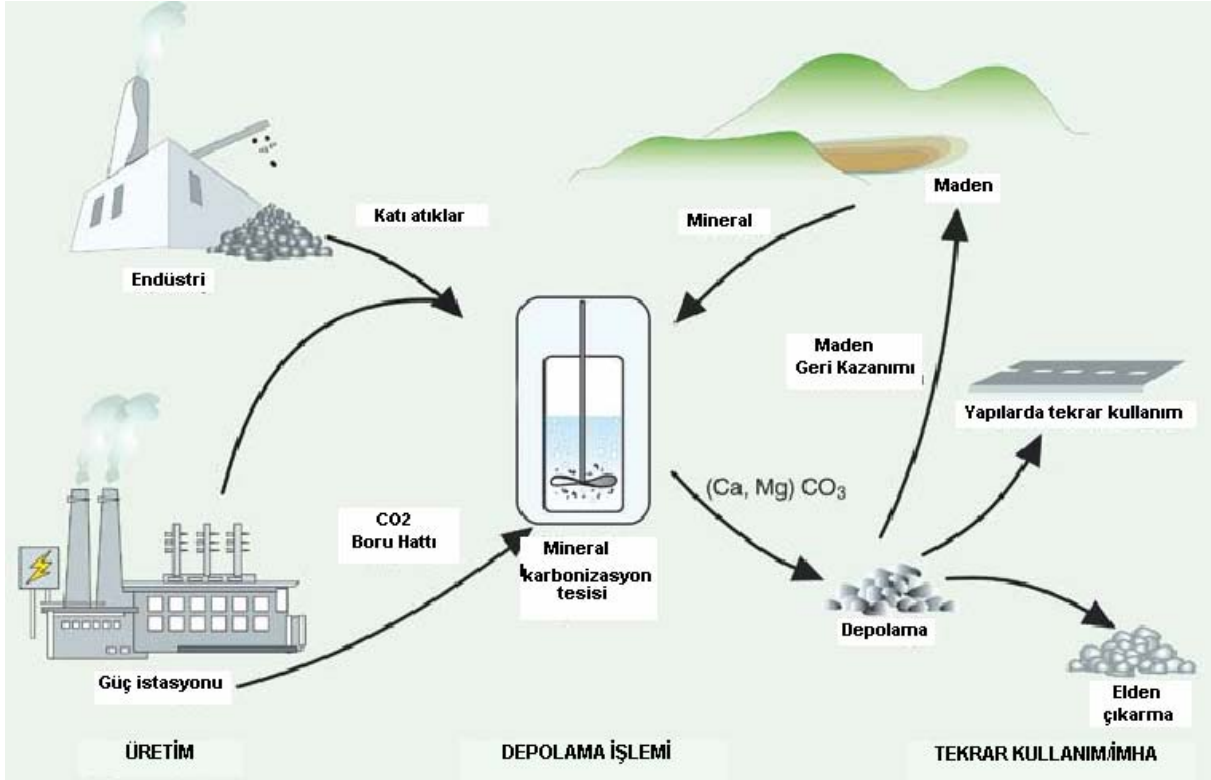 Katı atıklar
Endüstri
Maden
Mineral
Maden
Geri Kazanımı
Yapılarda tekrar kullanım
CO2
Boru Hattı
(Ca, Mg) CO₃
Mineral
karbonizasyon
tesisi
Depolama
Güç istasyonu
Elden
çıkarma
ÜRETİM
DEPOLAMA İŞLEMİ
TEKRAR KULLANIM/İMHA